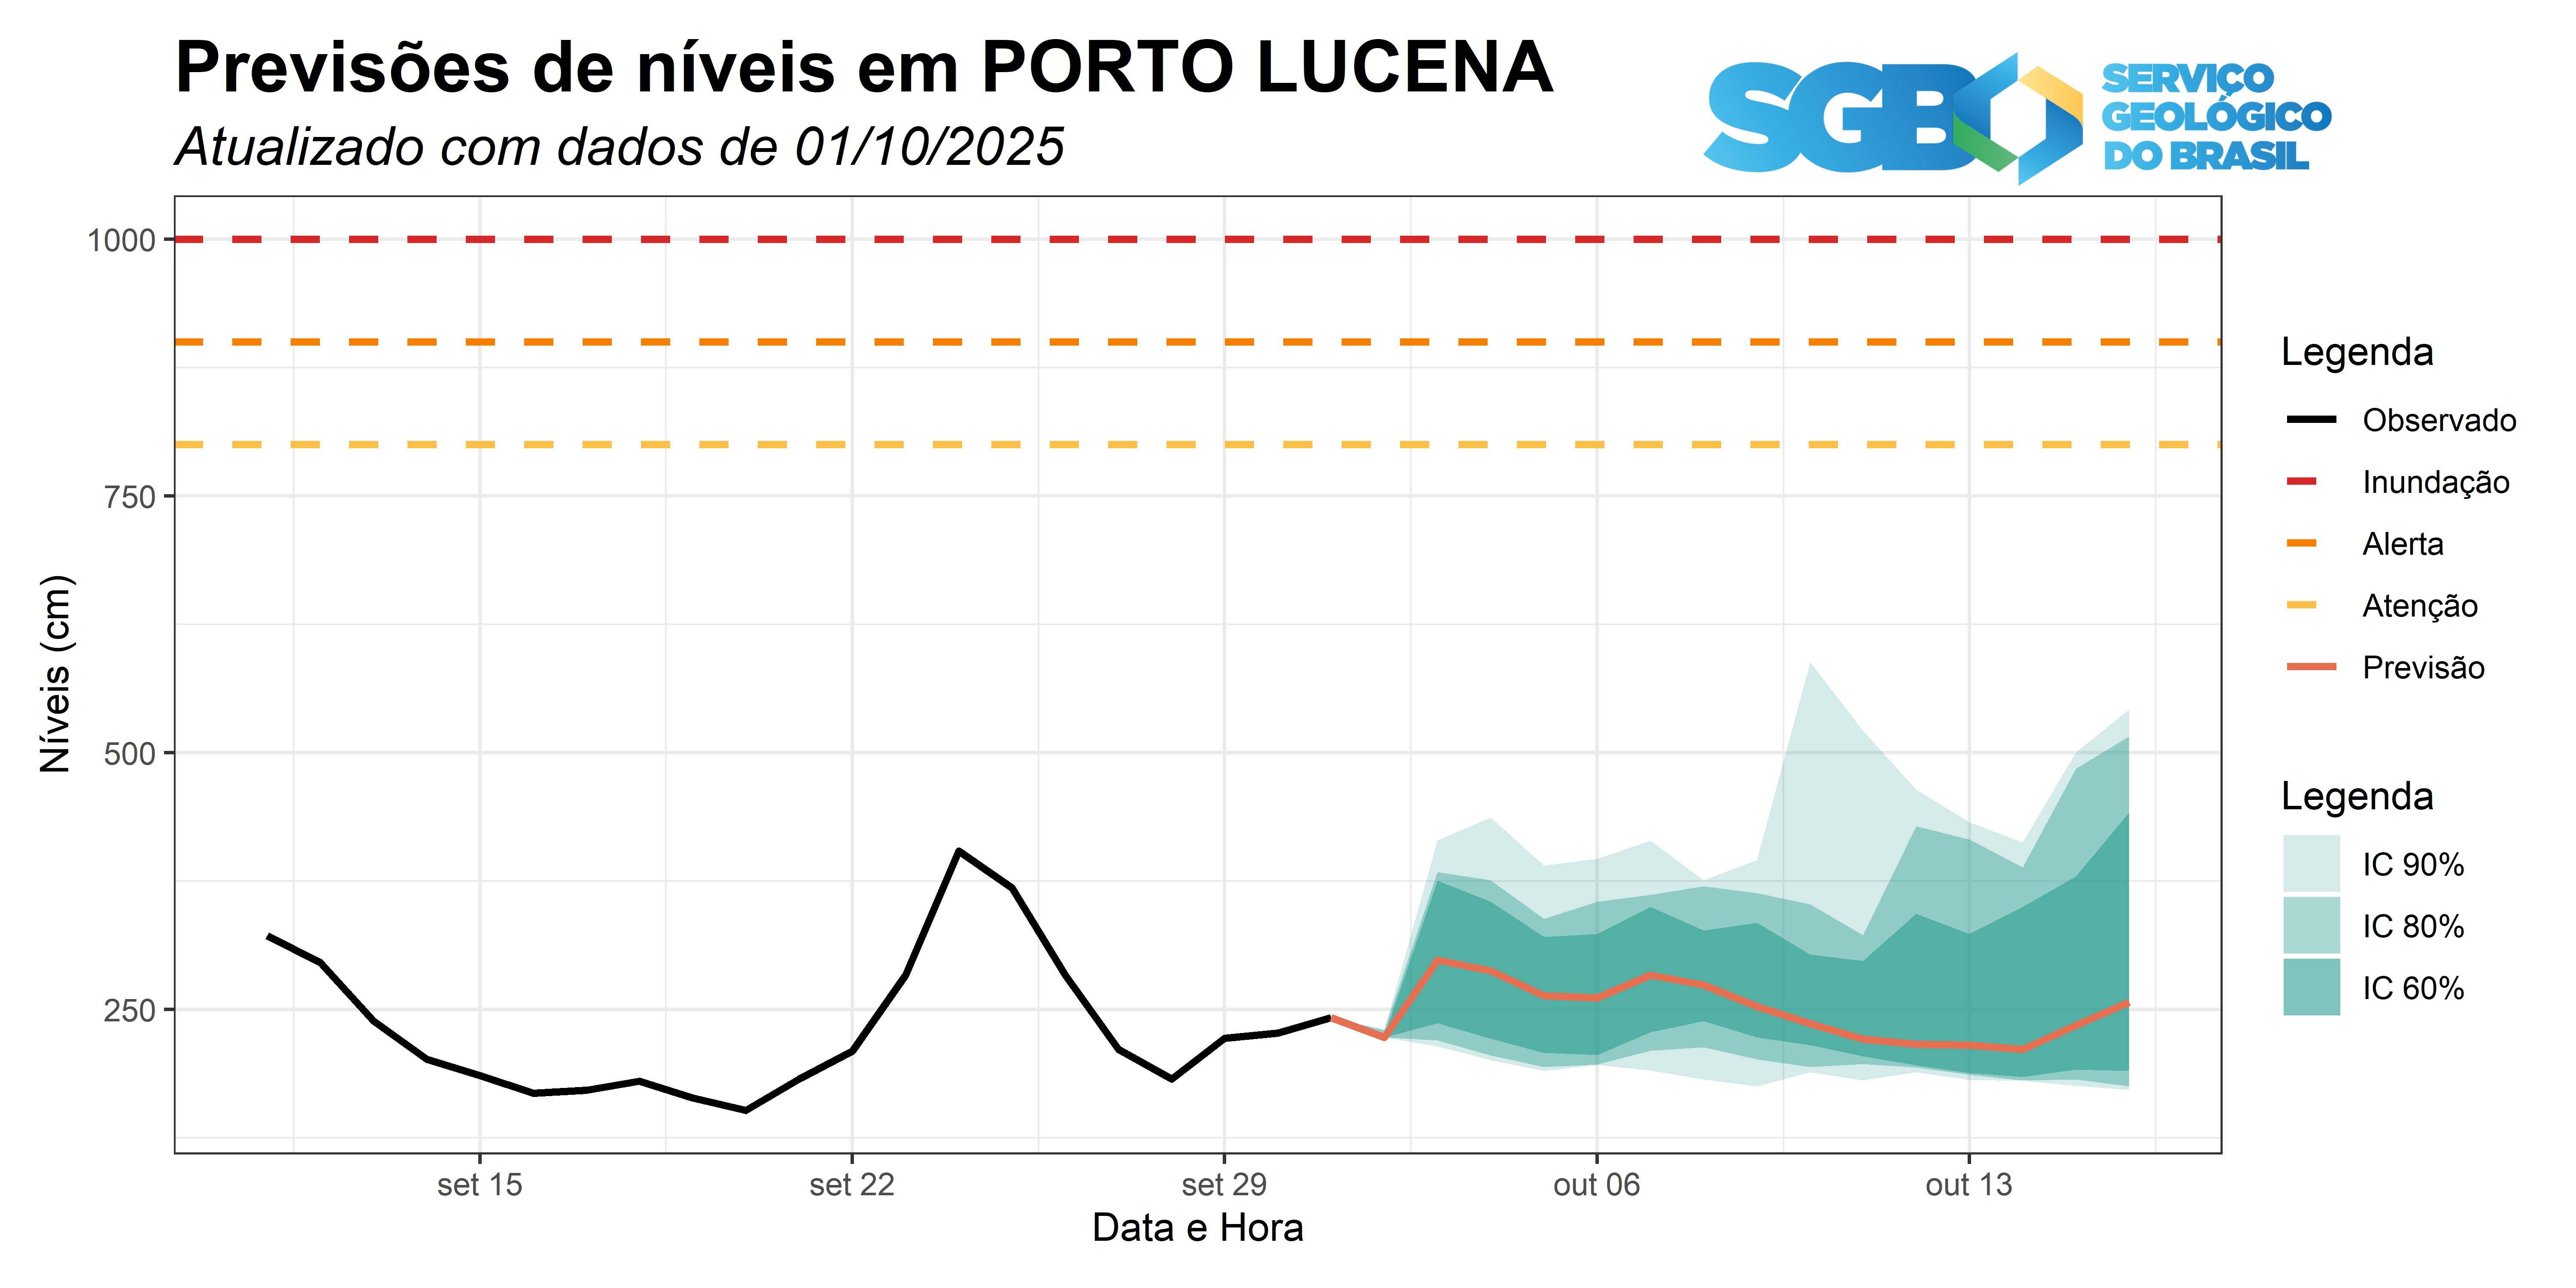 Previsões de níveis em PORTO LUCENA
Atualizado com dados de 01/10/2025
SGB
SERVIÇO
GEOLÓGICO
DO BRASIL
1000
750
500
250
Níveis (cm)
set 15
set 22
set 29
out 06
out 13
Data e Hora
Legenda
Observado
Inundação
Alerta
Atenção
Previsão
Legenda
IC 90%
IC 80%
IC 60%